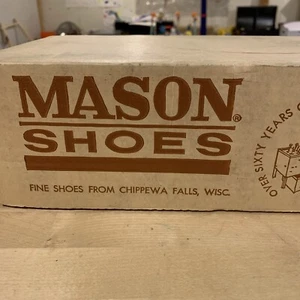 MASON®
SHOES
FINE SHOES FROM CHIPPEWA FALLS, WISC.
OVER SIXTY YEARS